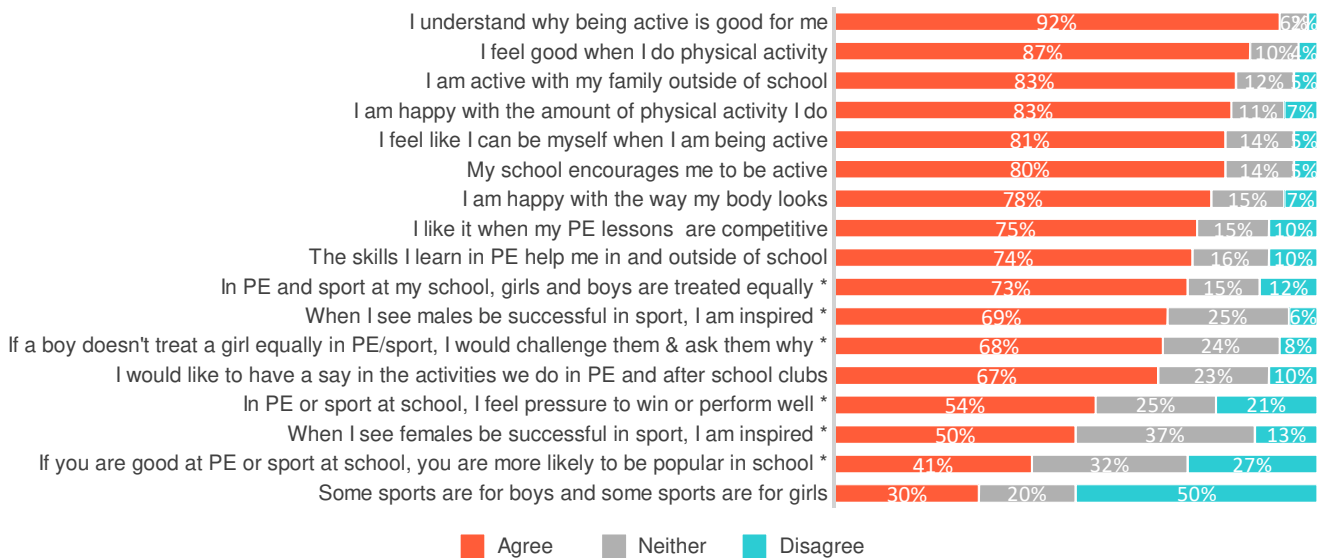 I understand why being active is good for me 92% 6% 2%
I feel good when I do physical activity 87% 10% 4%
I am active with my family outside of school 83% 12% 5%
I am happy with the amount of physical activity I do 83% 11% 7%
I feel like I can be myself when I am being active 81% 14% 5%
My school encourages me to be active 80% 14% 5%
I am happy with the way my body looks 78% 15% 7%
I like it when my PE lessons are competitive 75% 15% 10%
The skills I learn in PE help me in and outside of school 74% 16% 10%
In PE and sport at my school, girls and boys are treated equally * 73% 15% 12%
When I see males be successful in sport, I am inspired * 69% 25% 6%
If a boy doesn't treat a girl equally in PE/sport, I would challenge them & ask them why * 68% 24% 8%
I would like to have a say in the activities we do in PE and after school clubs 67% 23% 10%
In PE or sport at school, I feel pressure to win or perform well * 54% 25% 21%
When I see females be successful in sport, I am inspired * 50% 37% 13%
If you are good at PE or sport at school, you are more likely to be popular in school * 41% 32% 27%
Some sports are for boys and some sports are for girls 30% 20% 50%
Agree Neither Disagree